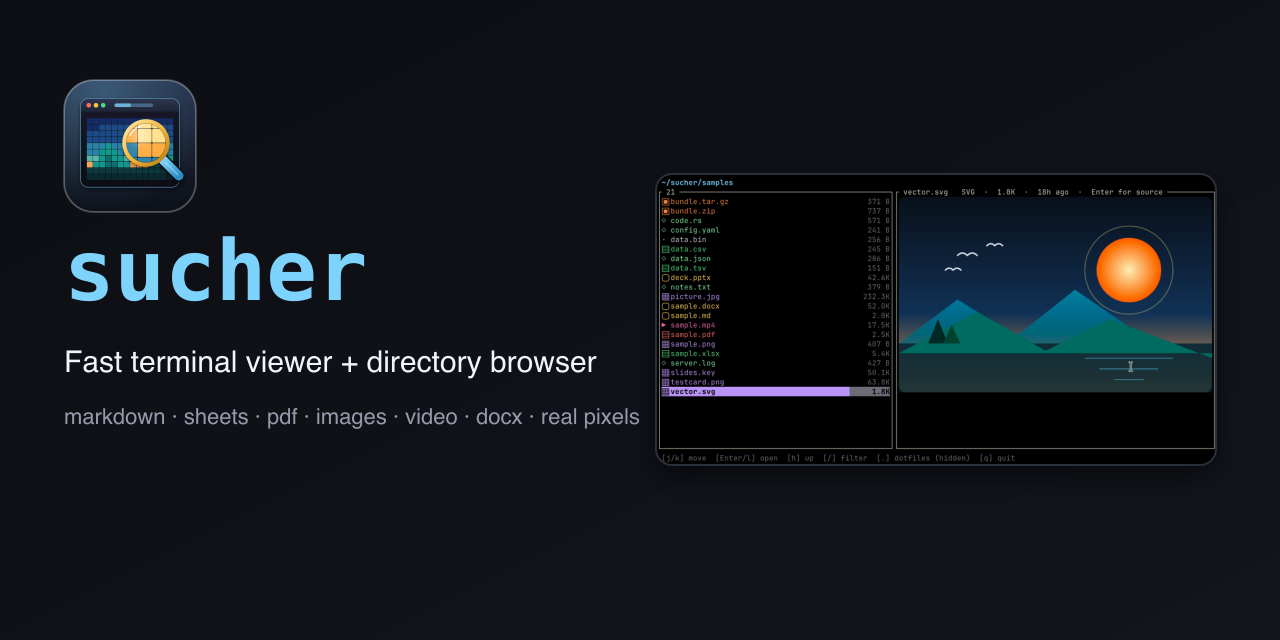 sucher
Fast terminal viewer + directory browser
markdown · sheets · pdf · images · video · docx · real pixels
~/sucher/samples
21
bundle.tar.gz 371 B
bundle.zip 737 B
code.rs 571 B
config.yaml 241 B
data.bin 256 B
data.csv 245 B
data.json 286 B
data.tsv 151 B
deck.pptx 42.6K
notes.txt 379 B
picture.jpg 232.3K
sample.docx 52.0K
sample.md 2.0K
sample.mp4 17.5K
sample.pdf 2.5K
sample.png 407 B
sample.xlsx 5.4K
server.log 427 B
slides.key 50.1K
testcard.png 63.8K
vector.svg 1.8K
vector.svg SVG · 1.8K · 18h ago · Enter for source
[j/k] move [Enter/l] open [h] up [/] filter [.] dotfiles (hidden) [q] quit